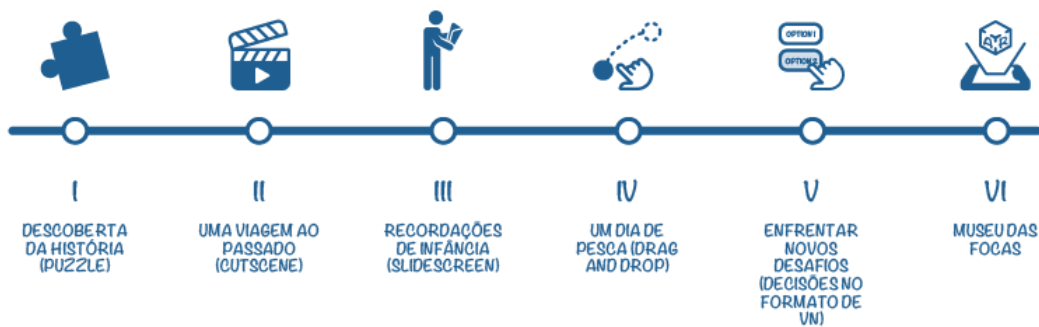 OPTION 1
OPTION 2
AR
I
DESCOBERTA
DA HISTÓRIA
(PUZZLE)
II
UMA VIAGEM AO
PASSADO
(CUTSCENE)
III
RECORDAÇÕES
DE INFÂNCIA
(SLIDESCREEN)
IV
UM DIA DE
PESCA (DRAG
AND DROP)
V
ENFRENTAR
NOVOS
DESAFIOS
(DECISÕES NO
FORMATO DE
VN)
VI
MUSEU DAS
FOCAS